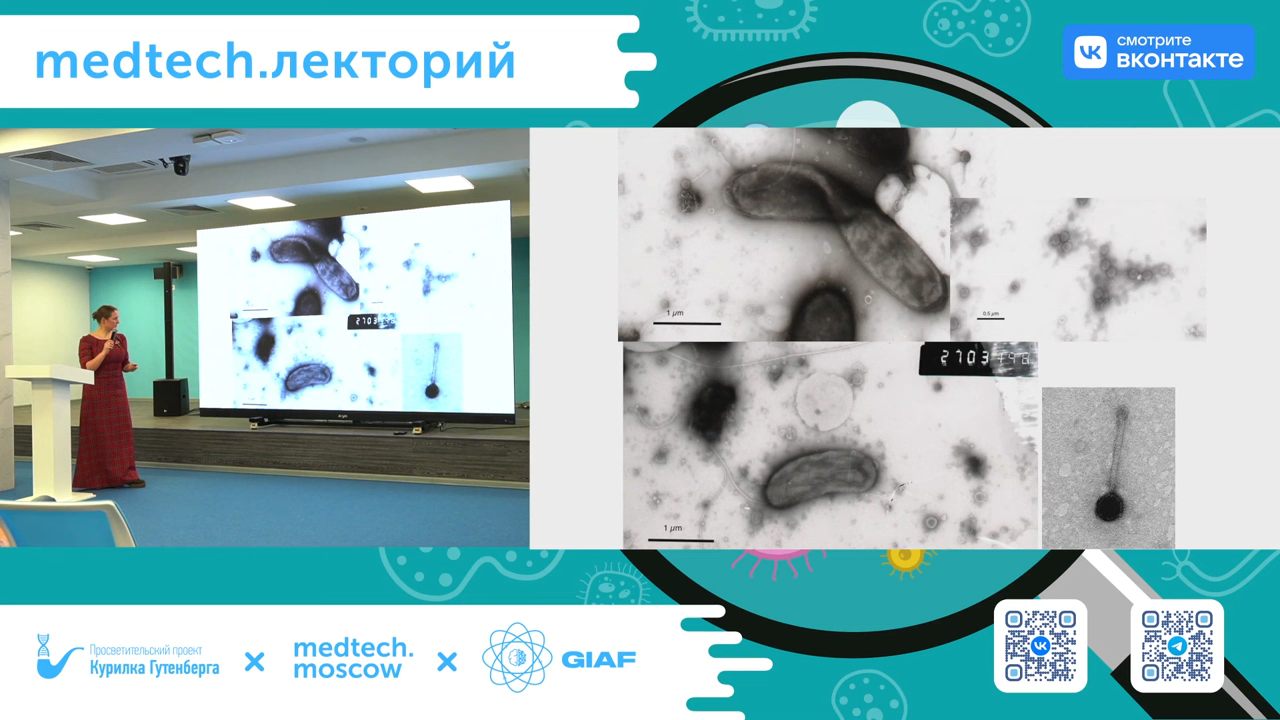 medtech.лекторий
смотрите
вконтакте
1 µm
0.5 µm
2703
1 µm
2703
Просветительский проект
Курилка Гутенберга
medtech.
moscow
GIAF